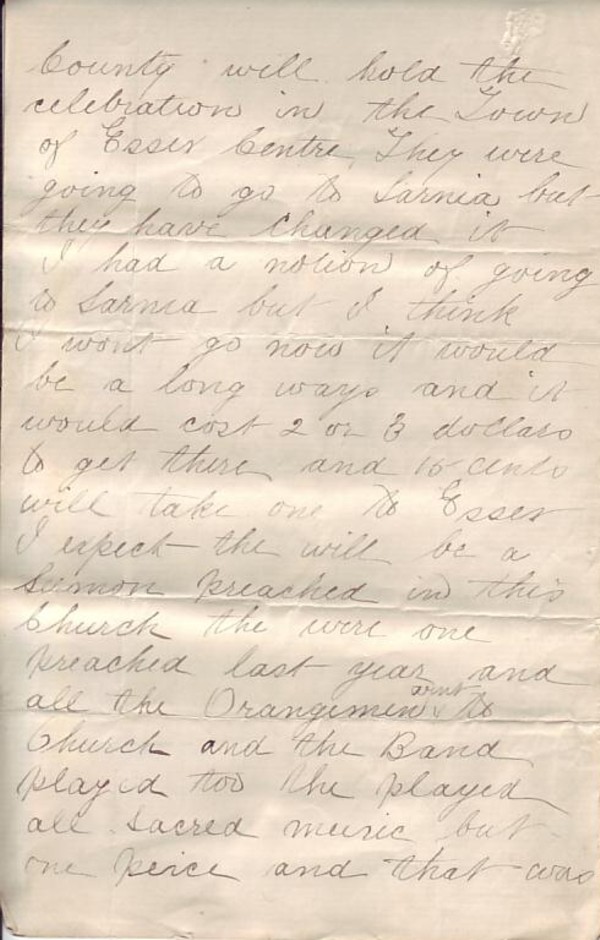 County will hold the
celebration in the Town
of Essex Centre They were
going to go to Sarnia but
they have changed it
I had a notion of going
to Sarnia but I think
I wont go now it would
be a long ways and it
would cost 2 or 3 dollars
to get there and 15 cents
will take one to Essex
I expect the will be a
Sermon preached in this
Church the were one
preached last year and
all the Orangemen went to
Church and the Band
played too the played
all sacred music but
one peice and that was